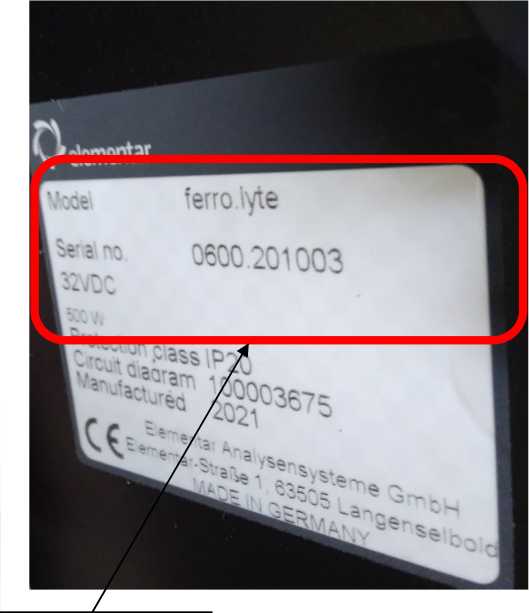 elementar
Model ferro.lyte
Serial no. 0600.201003
32VDC
500 W
Protection class IP20
Circuit diagram 100003675
Manufactured 2021
CE Elementar Analysensysteme GmbH
Elementar-Straße 1, 63505 Langenselbold
MADE IN GERMANY